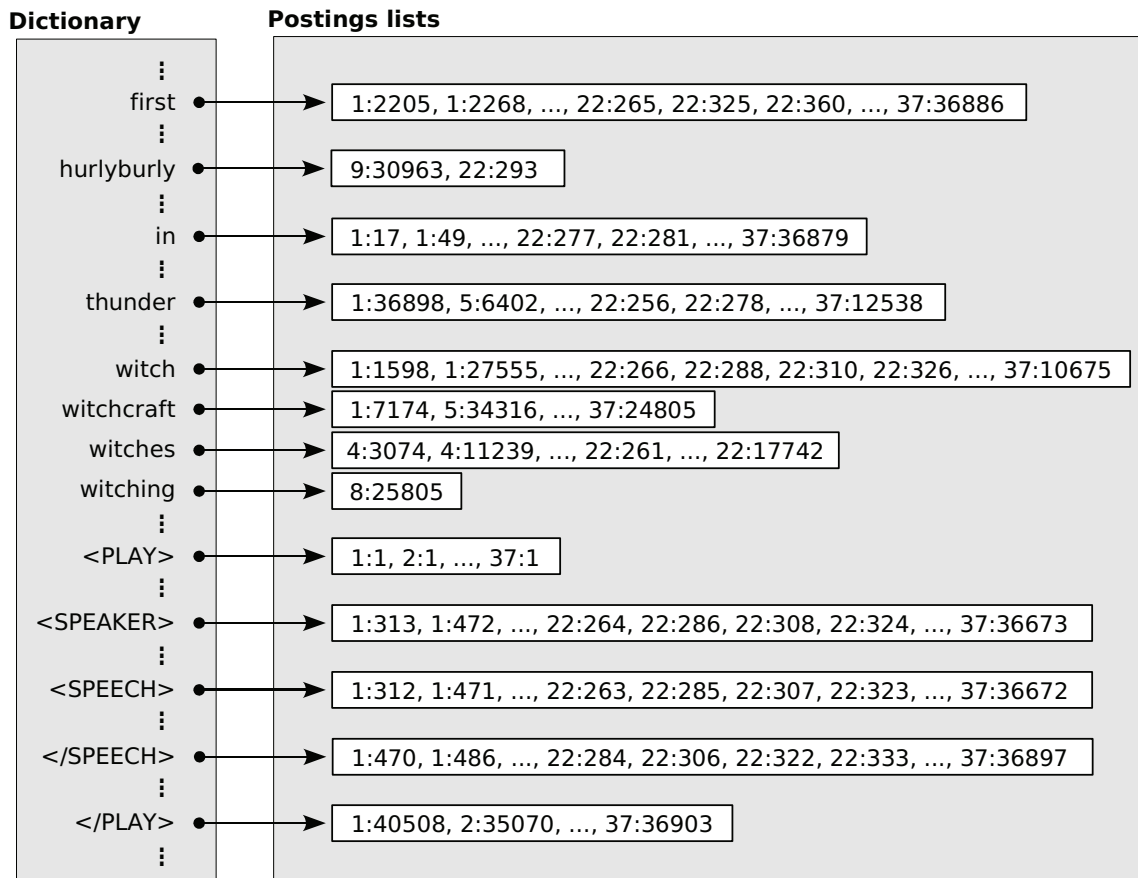 Dictionary Postings lists
first 1:2205, 1:2268, ..., 22:265, 22:325, 22:360, ..., 37:36886
hurlyburly 9:30963, 22:293
in 1:17, 1:49, ..., 22:277, 22:281, ..., 37:36879
thunder 1:36898, 5:6402, ..., 22:256, 22:278, ..., 37:12538
witch 1:1598, 1:27555, ..., 22:266, 22:288, 22:310, 22:326, ..., 37:10675
witchcraft 1:7174, 5:34316, ..., 37:24805
witches 4:3074, 4:11239, ..., 22:261, ..., 22:17742
witching 8:25805
<PLAY> 1:1, 2:1, ..., 37:1
<SPEAKER> 1:313, 1:472, ..., 22:264, 22:286, 22:308, 22:324, ..., 37:36673
<SPEECH> 1:312, 1:471, ..., 22:263, 22:285, 22:307, 22:323, ..., 37:36672
</SPEECH> 1:470, 1:486, ..., 22:284, 22:306, 22:322, 22:333, ..., 37:36897
</PLAY> 1:40508, 2:35070, ..., 37:36903